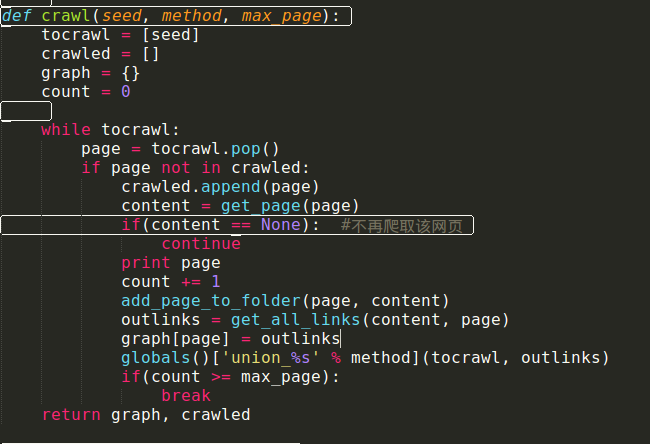 def crawl(seed, method, max_page):
    tocrawl = [seed]
    crawled = []
    graph = {}
    count = 0

    while tocrawl:
        page = tocrawl.pop()
        if page not in crawled:
            crawled.append(page)
            content = get_page(page)
            if(content == None):  #不再爬取该网页
                continue
            print page
            count += 1
            add_page_to_folder(page, content)
            outlinks = get_all_links(content, page)
            graph[page] = outlinks
            globals()['union_%s' % method](tocrawl, outlinks)
            if(count >= max_page):
                break
    return graph, crawled